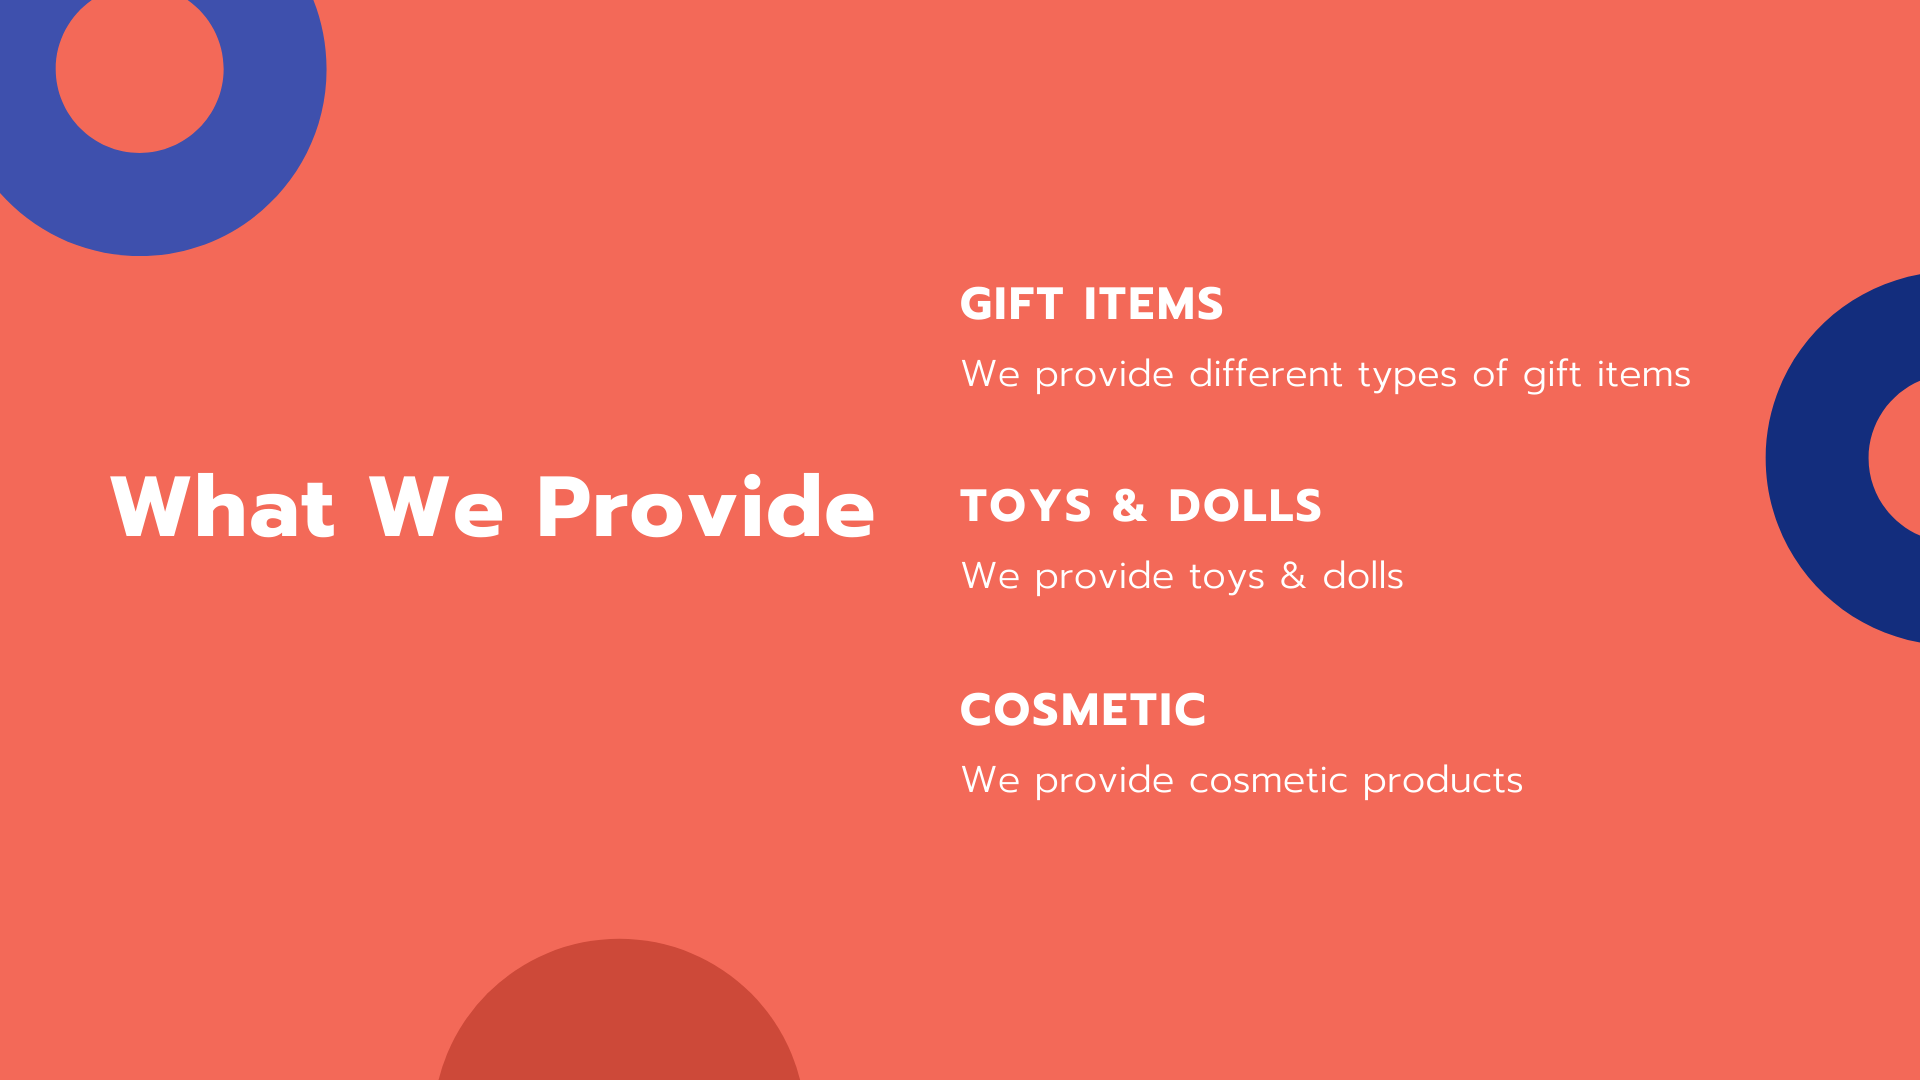 What We Provide
GIFT ITEMS
We provide different types of gift items
TOYS & DOLLS
We provide toys & dolls
COSMETIC
We provide cosmetic products